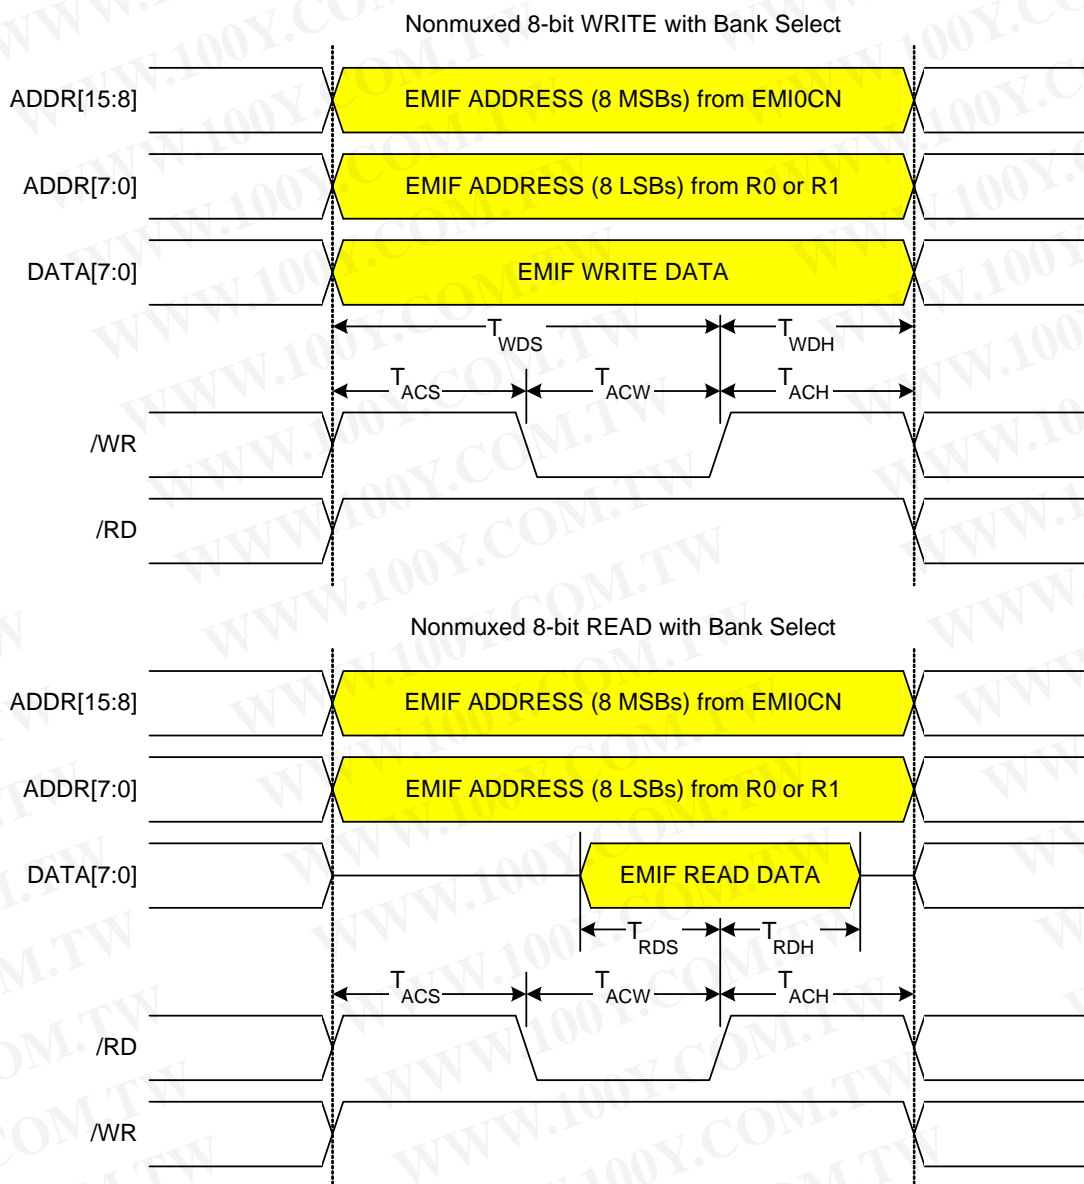 Nonmuxed 8-bit WRITE with Bank Select
ADDR[15:8] EMIF ADDRESS (8 MSBs) from EMI0CN
ADDR[7:0] EMIF ADDRESS (8 LSBs) from R0 or R1
DATA[7:0] EMIF WRITE DATA
TWDS TWDH
TACS TACW TACH
/WR
/RD
Nonmuxed 8-bit READ with Bank Select
ADDR[15:8] EMIF ADDRESS (8 MSBs) from EMI0CN
ADDR[7:0] EMIF ADDRESS (8 LSBs) from R0 or R1
DATA[7:0] EMIF READ DATA
TRDS TRDH
TACS TACW TACH
/RD
/WR
WWW.100Y.COM.TW